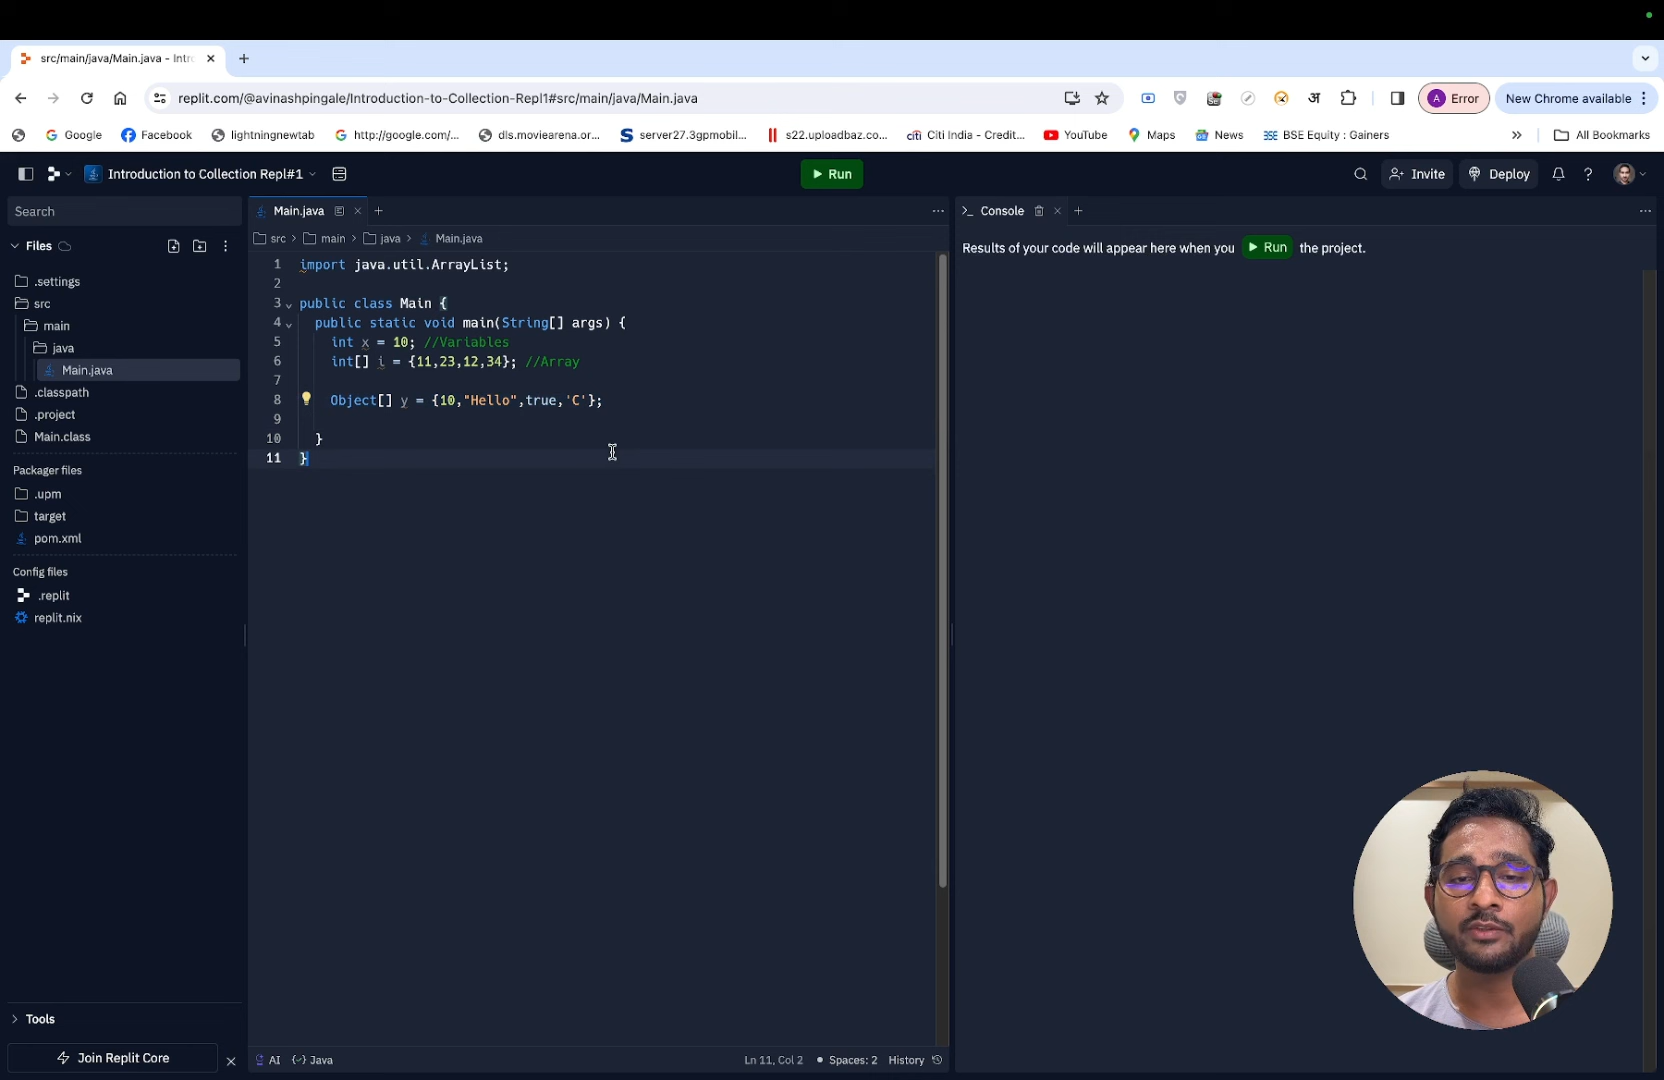 src/main/java/Main.java - Intr
replit.com/@avinashpingale/Introduction-to-Collection-Repl1#src/main/java/Main.java
अ
A Error
New Chrome available
Google
Facebook
lightningnewtab
http://google.com/...
dls.moviearena.or...
server27.3gpmobil...
s22.uploadbaz.co...
Citi India - Credit...
YouTube
Maps
News
BSE Equity : Gainers
»
All Bookmarks
Introduction to Collection Repl#1
Run
Invite
Deploy
?
Search
Files
.settings
src
main
java
Main.java
.classpath
.project
Main.class
Packager files
.upm
target
pom.xml
Config files
.replit
replit.nix
Tools
Join Replit Core
Main.java
src > main > java > Main.java
1 import java.util.ArrayList;
2
3 public class Main {
4 public static void main(String[] args) {
5 int x = 10; //Variables
6 int[] i = {11,23,12,34}; //Array
7
8 Object[] y = {10,"Hello",true,'C'};
9
10 }
11 }
AI
Java
Ln 11, Col 2
Spaces: 2
History
Console
Results of your code will appear here when you Run the project.